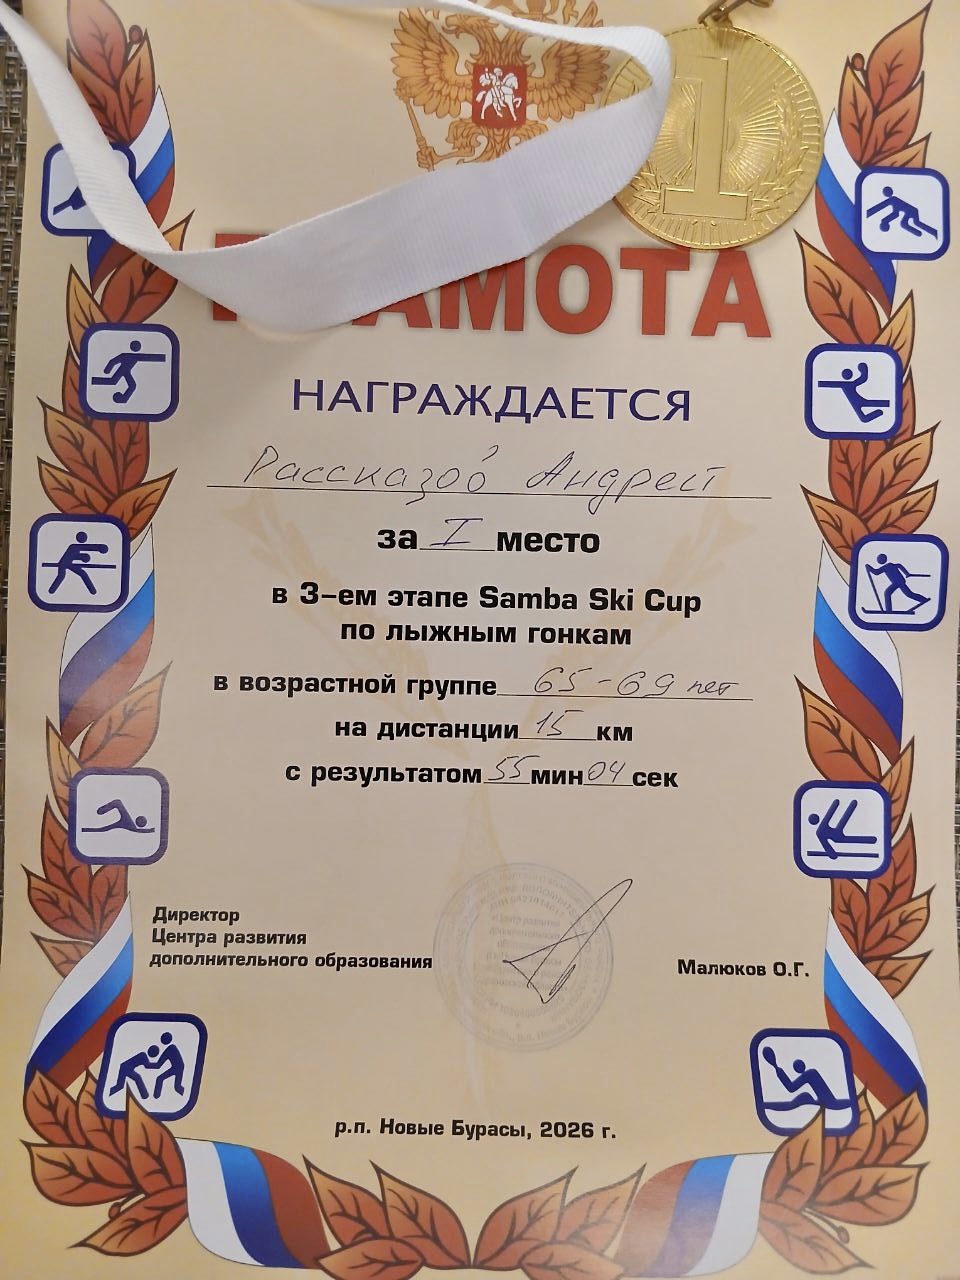 1
ГРАМОТА
НАГРАЖДАЕТСЯ
Рассказов Андрей
за I место
в 3-ем этапе Samba Ski Cup
по лыжным гонкам
в возрастной группе 65-69 лет
на дистанции 15 км
с результатом 55 мин 04 сек
Директор
Центра развития
дополнительного образования
Малюков О.Г.
р.п. Новые Бурасы, 2026 г.